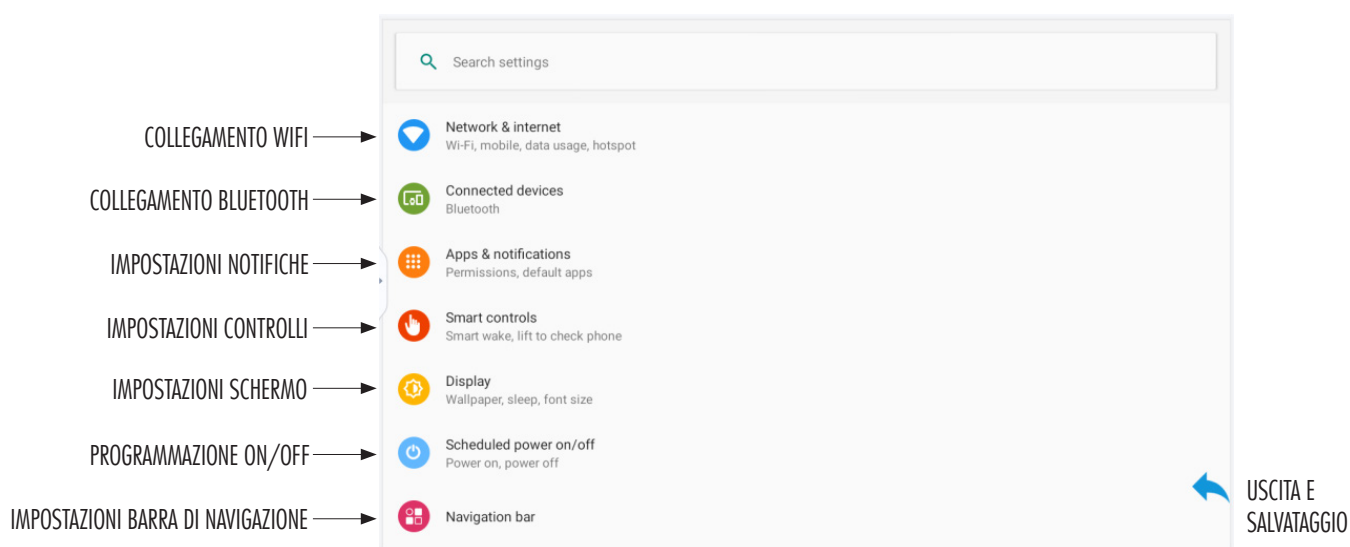 Search settings
COLLEGAMENTO WIFI
Network & internet
Wi-Fi, mobile, data usage, hotspot
COLLEGAMENTO BLUETOOTH
Connected devices
Bluetooth
IMPOSTAZIONI NOTIFICHE
Apps & notifications
Permissions, default apps
IMPOSTAZIONI CONTROLLI
Smart controls
Smart wake, lift to check phone
IMPOSTAZIONI SCHERMO
Display
Wallpaper, sleep, font size
PROGRAMMAZIONE ON/OFF
Scheduled power on/off
Power on, power off
IMPOSTAZIONI BARRA DI NAVIGAZIONE
Navigation bar
USCITA E
SALVATAGGIO